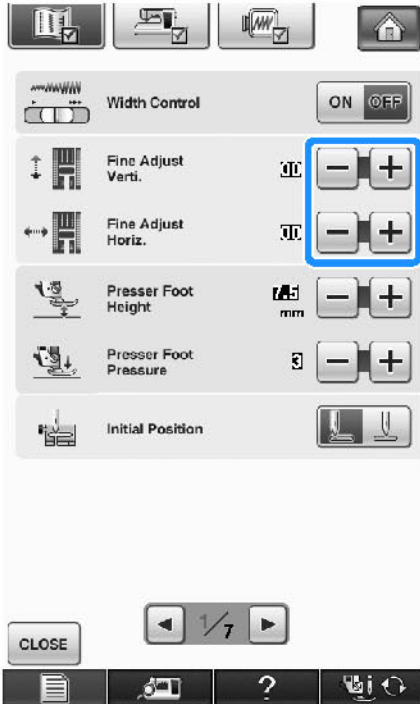 Width Control
ON OFF
Fine Adjust
Verti.
00
Fine Adjust
Horiz.
00
Presser Foot
Height
7.5
mm
Presser Foot
Pressure
3
Initial Position
1/7
CLOSE
?